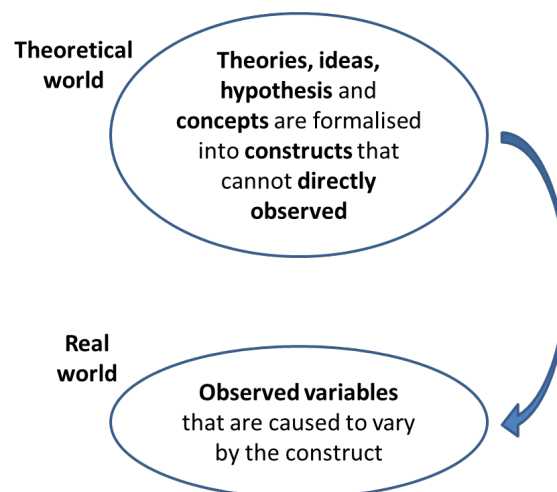 Theoretical
world
Theories, ideas,
hypothesis and
concepts are formalised
into constructs that
cannot directly
observed
Real
world
Observed variables
that are caused to vary
by the construct